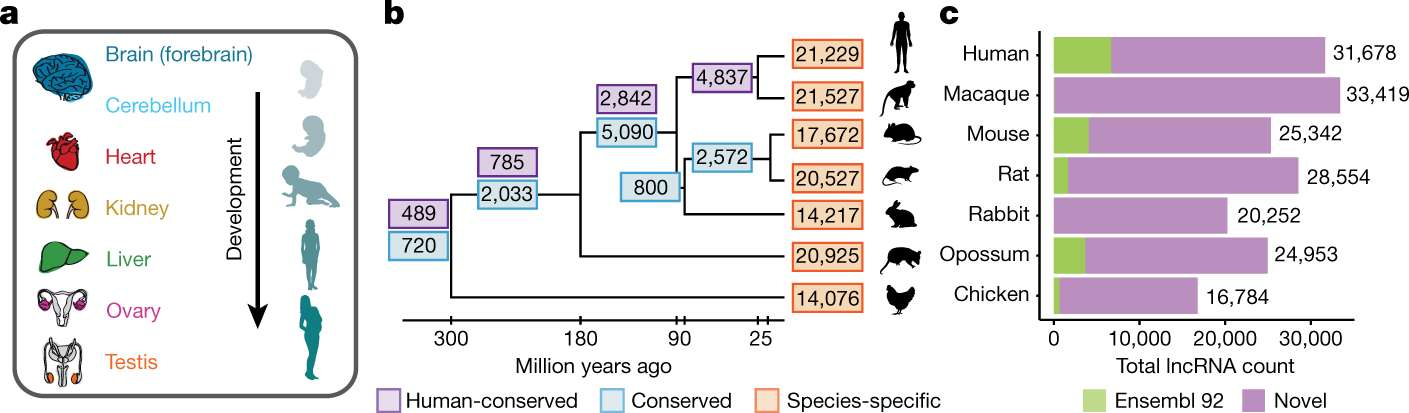 a
Brain (forebrain)
Cerebellum
Heart
Kidney
Liver
Ovary
Testis
Development
b
21,229
4,837
21,527
2,842
5,090
17,672
2,572
20,527
800
785
2,033
14,217
489
720
20,925
14,076
300
180
90
25
Million years ago
Human-conserved
Conserved
Species-specific
c
Human
31,678
Macaque
33,419
Mouse
25,342
Rat
28,554
Rabbit
20,252
Opossum
24,953
Chicken
16,784
0
10,000
20,000
30,000
Total lncRNA count
Ensembl 92
Novel